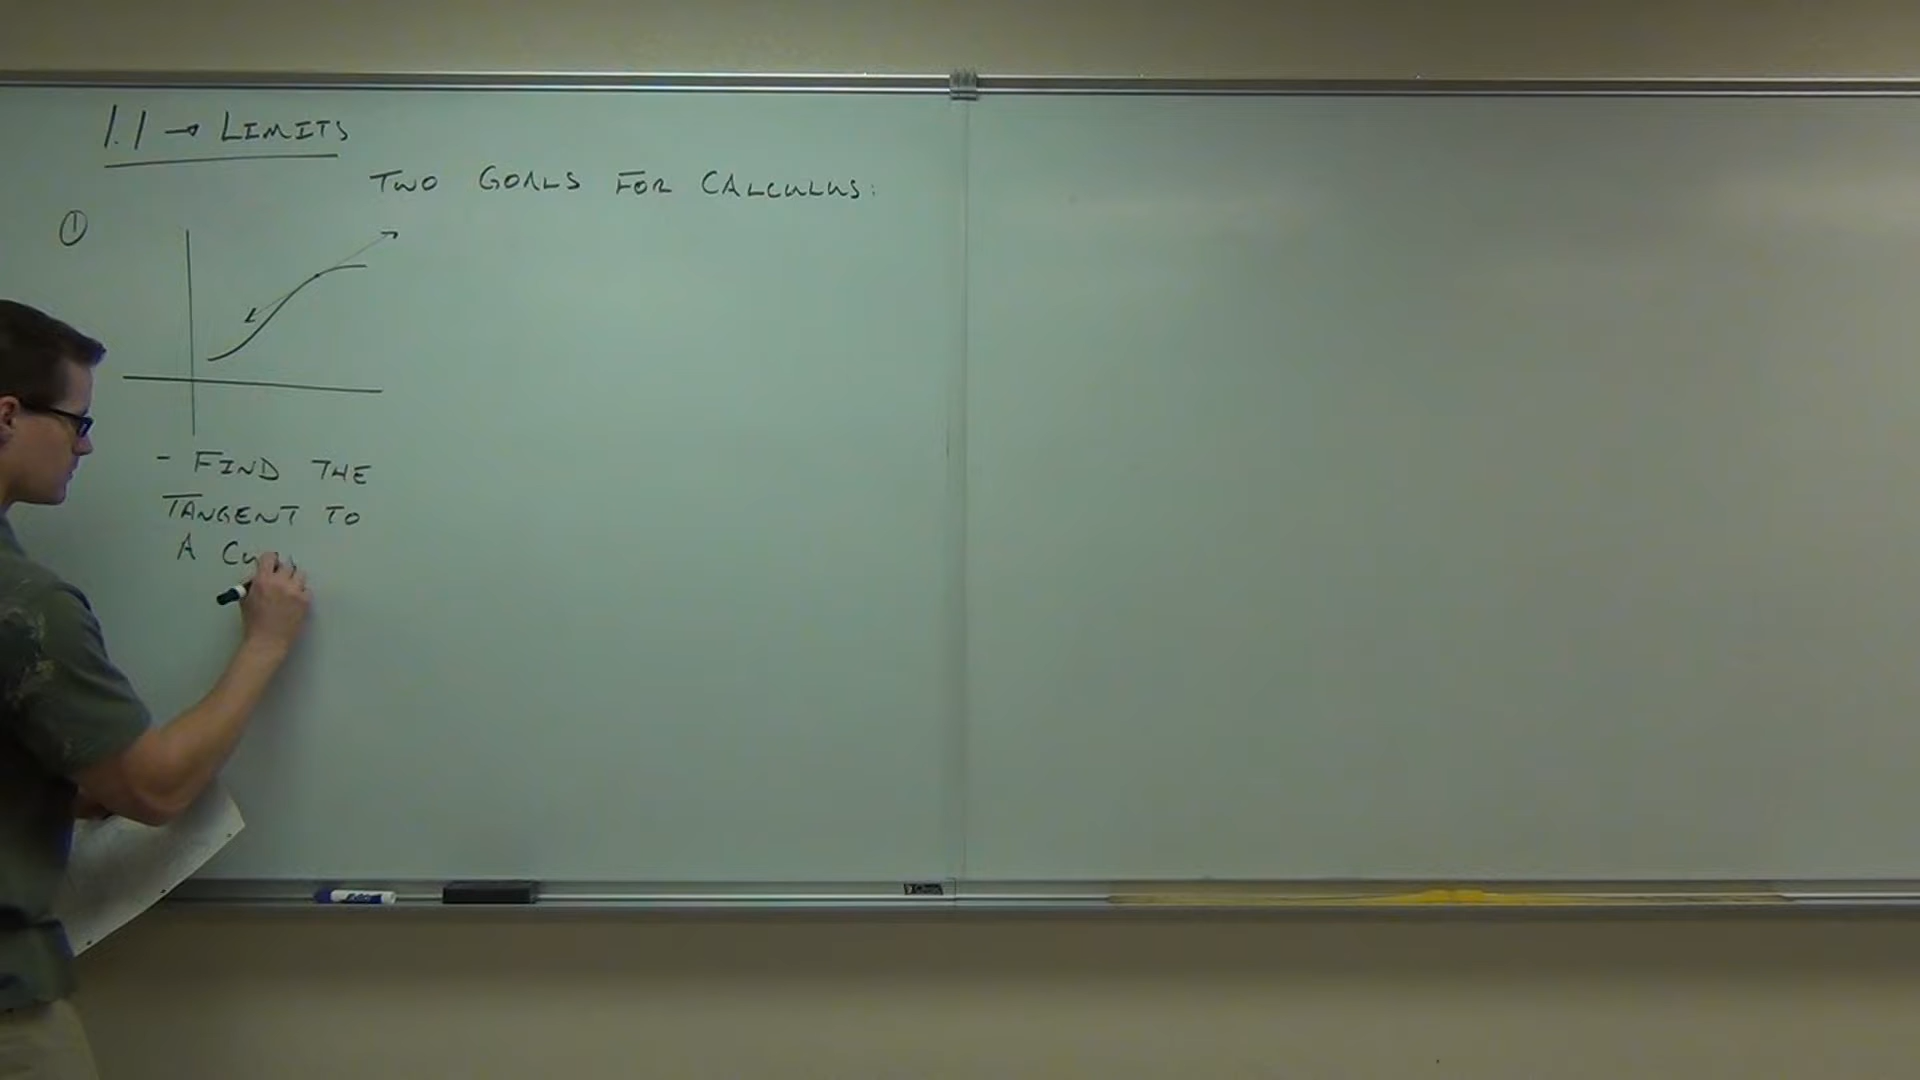 1.1 → LIMITS
TWO GOALS FOR CALCULUS:
①
- FIND THE
TANGENT TO
A